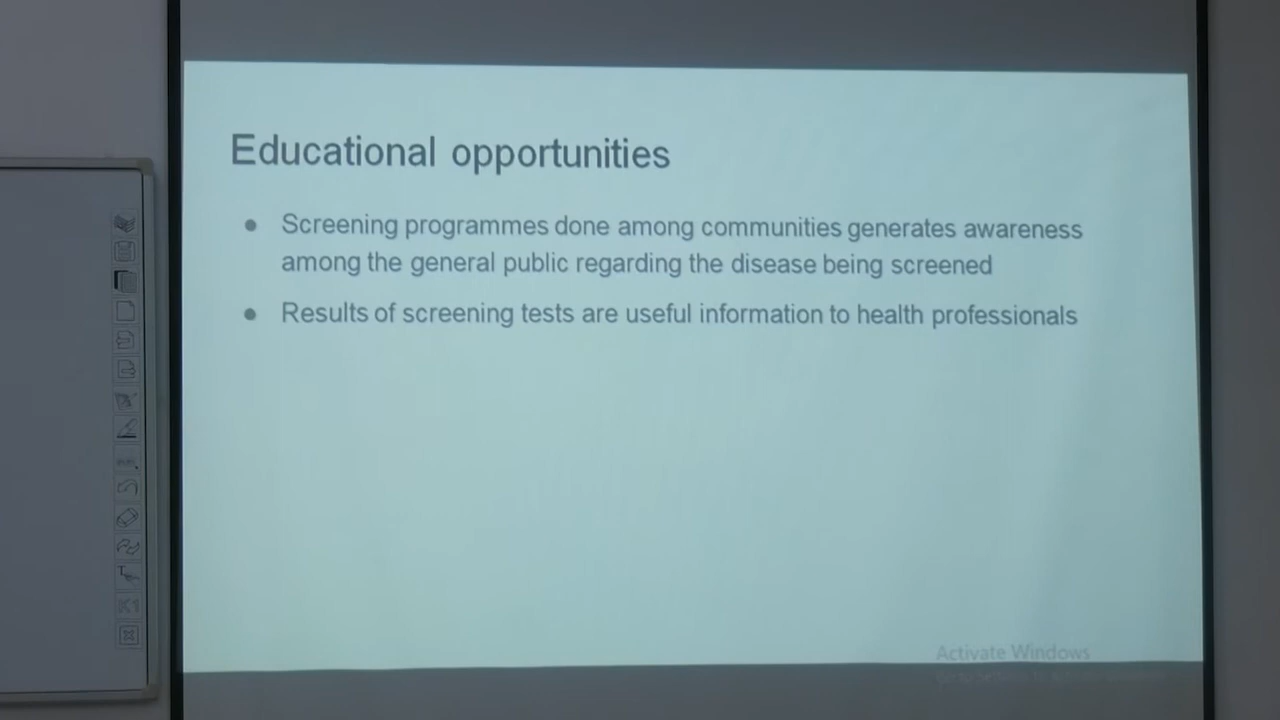 Educational opportunities
● Screening programmes done among communities generates awareness
among the general public regarding the disease being screened
● Results of screening tests are useful information to health professionals
Activate Windows